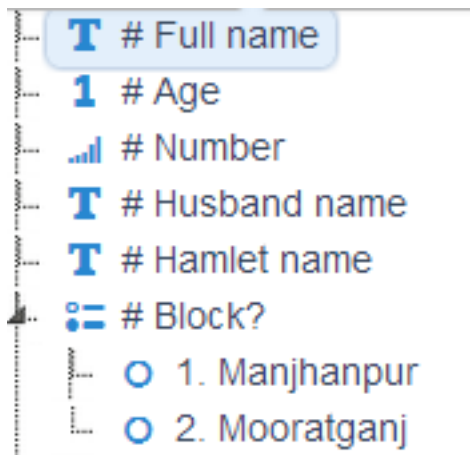 # Full name
# Age
# Number
# Husband name
# Hamlet name
# Block?
1. Manjhanpur
2. Mooratganj